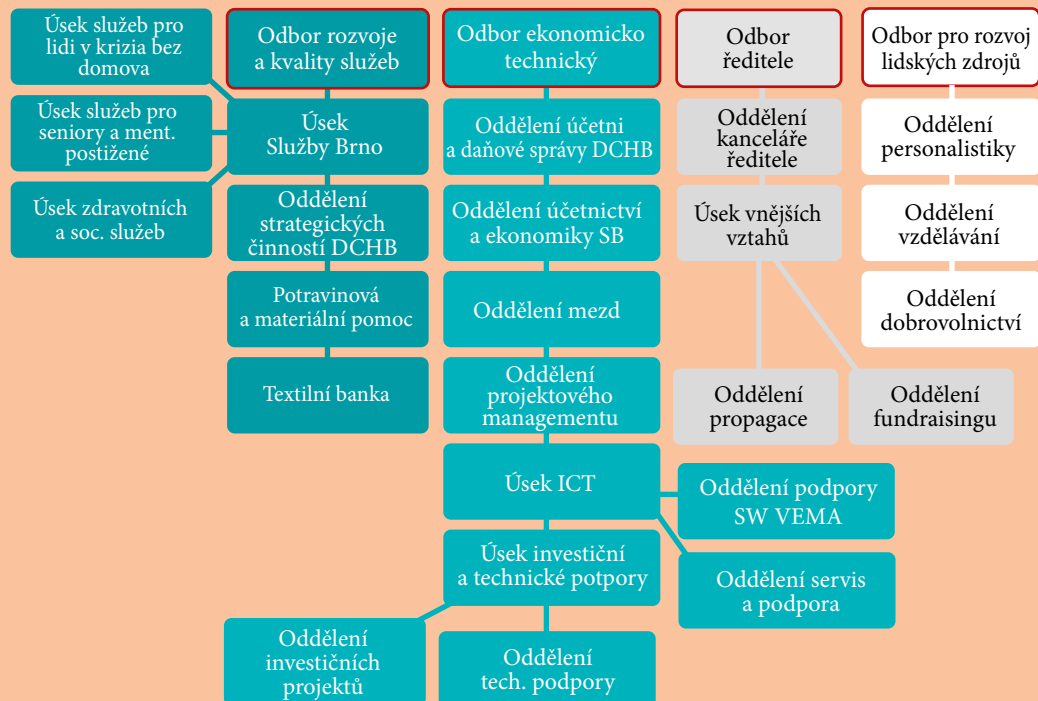 Úsek služeb pro
lidi v krizia bez
domova
Úsek služeb pro
seniory a ment.
postižené
Úsek zdravotních
a soc. služeb
Odbor rozvoje
a kvality služeb
Úsek
Služby Brno
Oddělení
strategických
činností DCHB
Potravinová
a materiální pomoc
Textilní banka
Odbor ekonomicko
technický
Oddělení účetni
a daňové správy DCHB
Oddělení účetnictví
a ekonomiky SB
Oddělení mezd
Oddělení
projektového
managementu
Úsek ICT
Oddělení podpory
SW VEMA
Oddělení servis
a podpora
Úsek investiční
a technické potpory
Oddělení
investičních
projektů
Oddělení
tech. podpory
Odbor
ředitele
Oddělení
kanceláře
ředitele
Úsek vnějších
vztahů
Oddělení
propagace
Oddělení
fundraisingu
Odbor pro rozvoj
lidských zdrojů
Oddělení
personalistiky
Oddělení
vzdělávání
Oddělení
dobrovolnictví